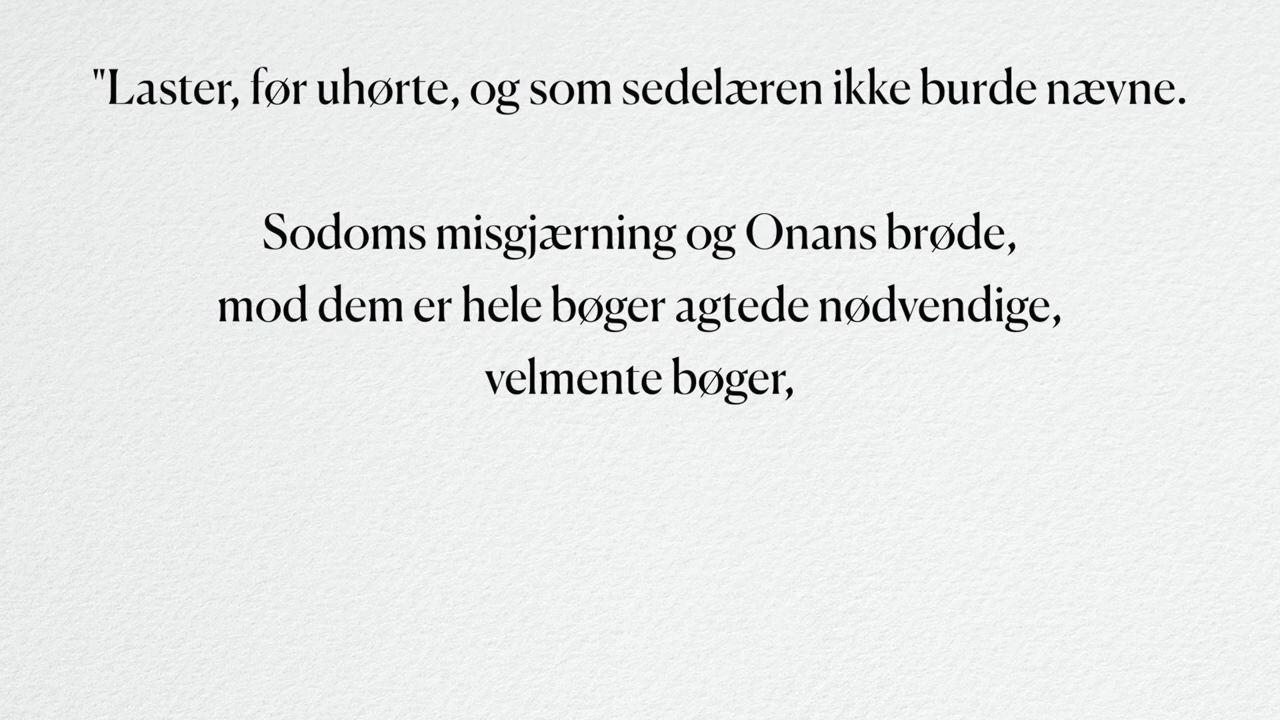 "Laster, før uhørte, og som sedelæren ikke burde nævne.
Sodoms misgjærning og Onans brøde,
mod dem er hele bøger agtede nødvendige,
velmente bøger,